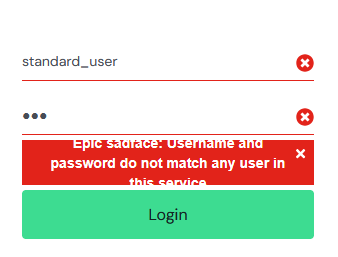 standard_user
Epic sadface: Username and
password do not match any user in
this service
Login